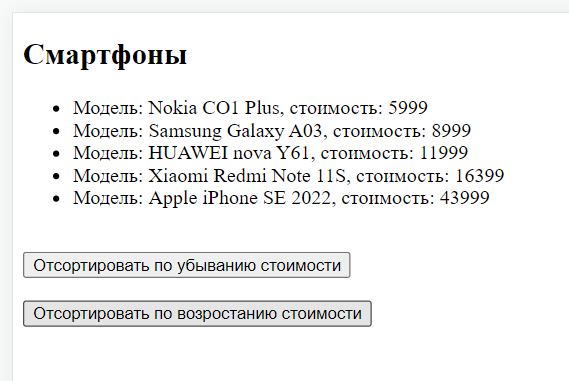 Смартфоны
Модель: Nokia CO1 Plus, стоимость: 5999
Модель: Samsung Galaxy A03, стоимость: 8999
Модель: HUAWEI nova Y61, стоимость: 11999
Модель: Xiaomi Redmi Note 11S, стоимость: 16399
Модель: Apple iPhone SE 2022, стоимость: 43999
Отсортировать по убыванию стоимости
Отсортировать по возростанию стоимости